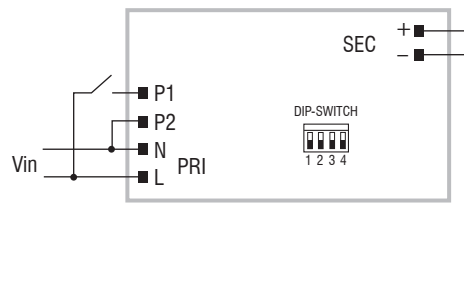 SEC
+
–
P1
P2
N
L
PRI
Vin
DIP-SWITCH
1 2 3 4